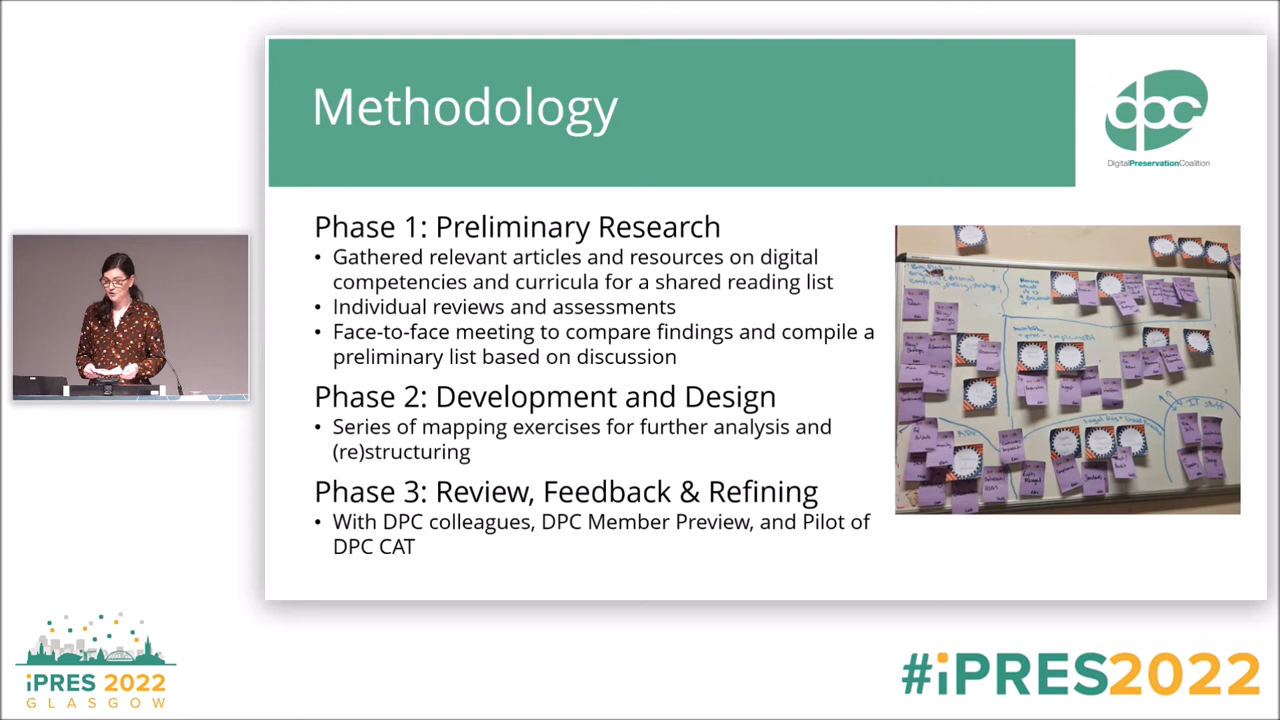 Methodology
dpc
DigitalPreservationCoalition
Phase 1: Preliminary Research
• Gathered relevant articles and resources on digital
competencies and curricula for a shared reading list
• Individual reviews and assessments
• Face-to-face meeting to compare findings and compile a
preliminary list based on discussion
Phase 2: Development and Design
• Series of mapping exercises for further analysis and
(re)structuring
Phase 3: Review, Feedback & Refining
• With DPC colleagues, DPC Member Preview, and Pilot of
DPC CAT
iPRES 2022
GLASGOW
#iPRES2022